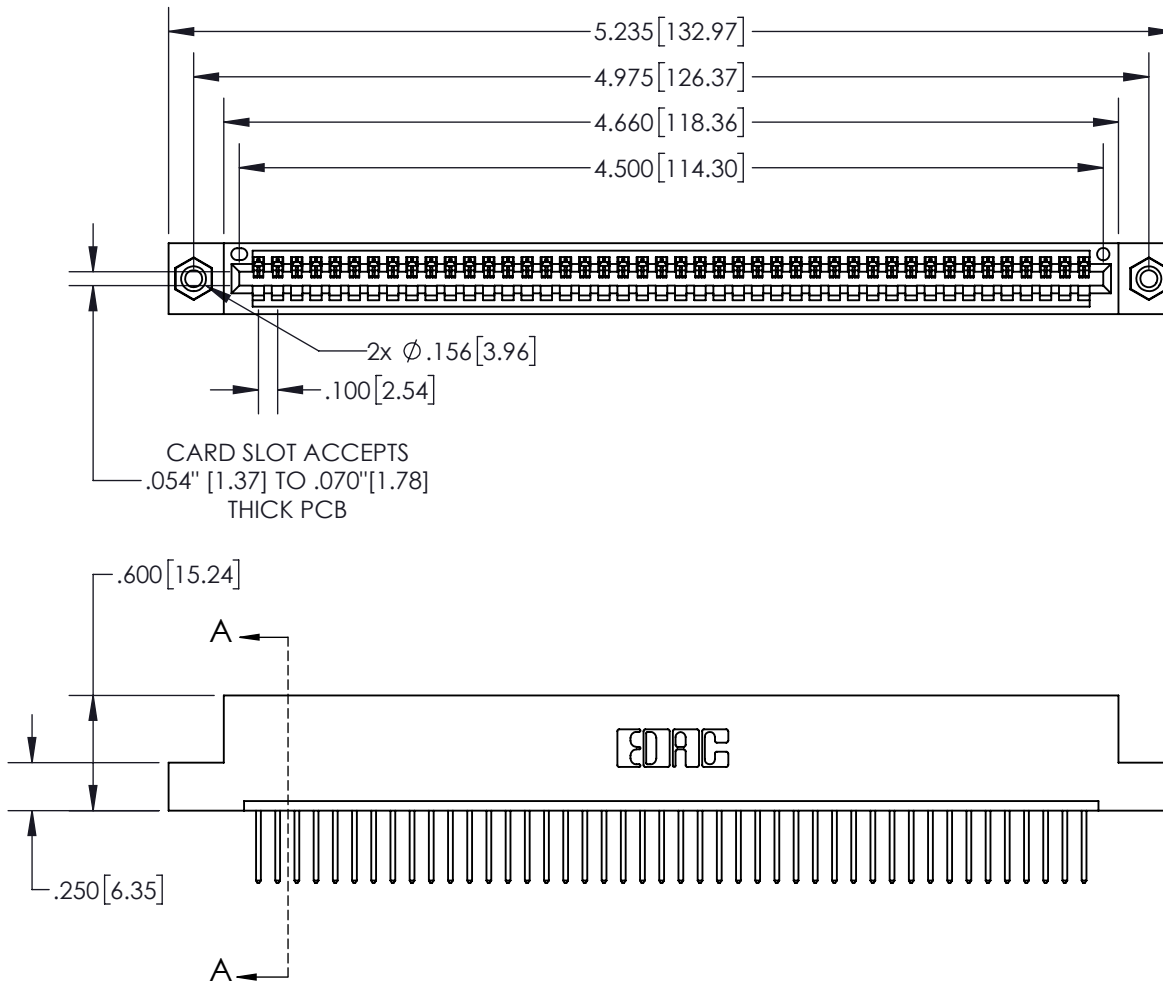 5.235[132.97]
4.975[126.37]
4.660[118.36]
4.500[114.30]
2x Ø.156[3.96]
.100[2.54]
CARD SLOT ACCEPTS
.054" [1.37] TO .070"[1.78]
THICK PCB
.600[15.24]
A
EDAC
.250[6.35]
A